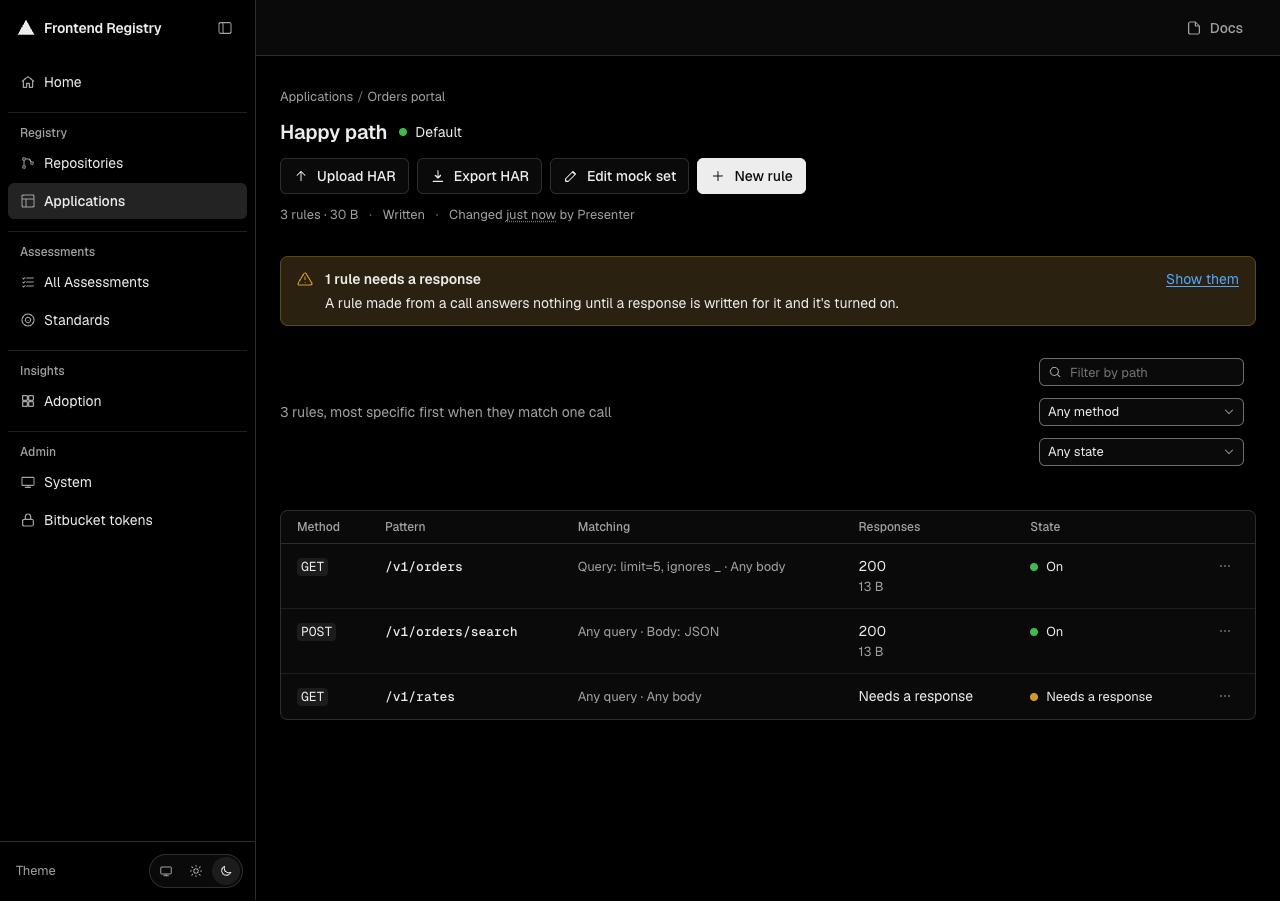 Frontend Registry
Docs
Home
Registry
Repositories
Applications
Assessments
All Assessments
Standards
Insights
Adoption
Admin
System
Bitbucket tokens
Theme
Applications / Orders portal
Happy path Default
Upload HAR Export HAR Edit mock set New rule
3 rules · 30 B · Written · Changed just now by Presenter
1 rule needs a response Show them
A rule made from a call answers nothing until a response is written for it and it's turned on.
Filter by path
3 rules, most specific first when they match one call
Any method
Any state
Method Pattern Matching Responses State
GET /v1/orders Query: limit=5, ignores _ · Any body 200 On ···
13 B
POST /v1/orders/search Any query · Body: JSON 200 On ···
13 B
GET /v1/rates Any query · Any body Needs a response Needs a response ···